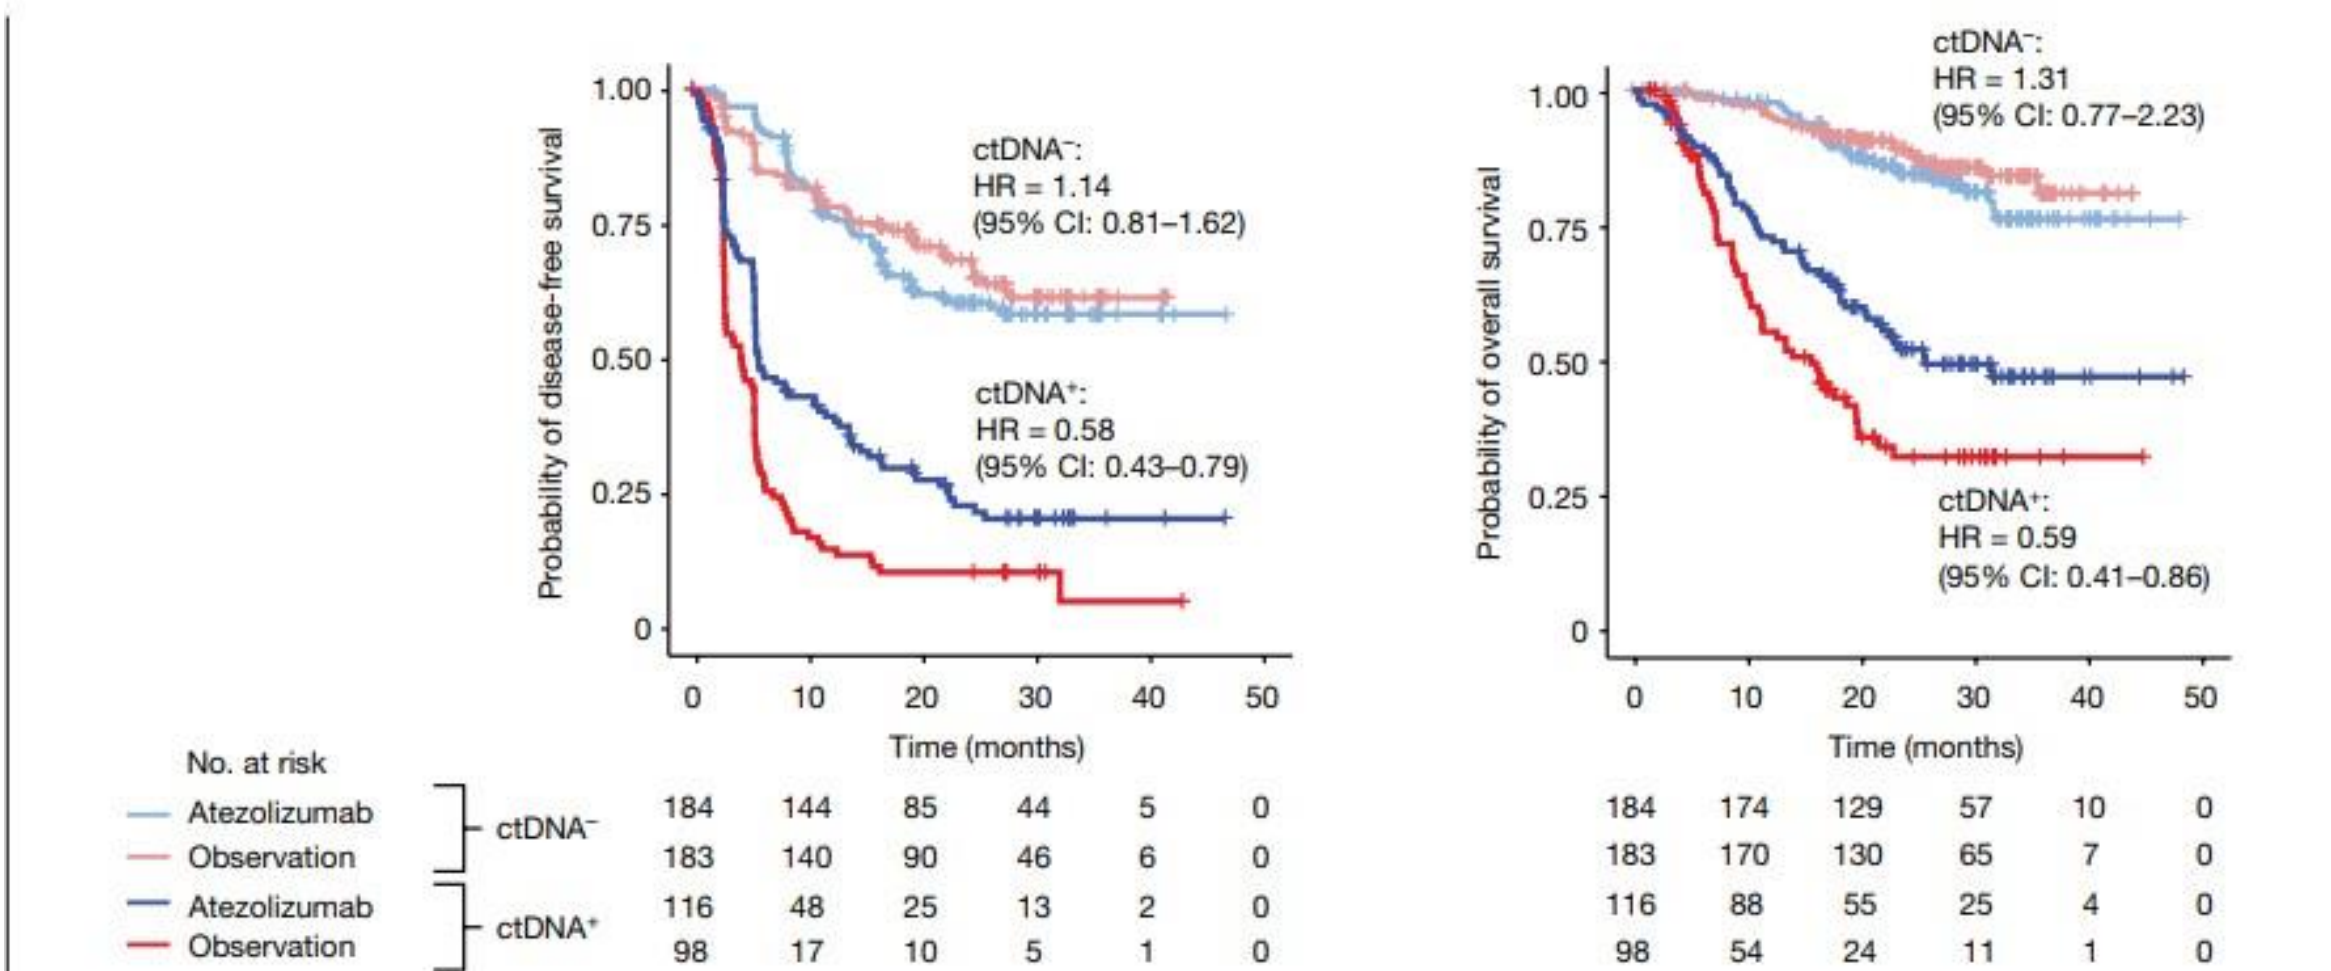 Probability of disease-free survival
1.00
0.75
0.50
0.25
0
ctDNA⁻:
HR = 1.14
(95% CI: 0.81–1.62)
ctDNA⁺:
HR = 0.58
(95% CI: 0.43–0.79)
0 10 20 30 40 50
Time (months)
Probability of overall survival
1.00
0.75
0.50
0.25
0
ctDNA⁻:
HR = 1.31
(95% CI: 0.77–2.23)
ctDNA⁺:
HR = 0.59
(95% CI: 0.41–0.86)
0 10 20 30 40 50
Time (months)
No. at risk
Atezolizumab 184 144 85 44 5 0 184 174 129 57 10 0
ctDNA⁻
Observation 183 140 90 46 6 0 183 170 130 65 7 0
Atezolizumab 116 48 25 13 2 0 116 88 55 25 4 0
ctDNA⁺
Observation 98 17 10 5 1 0 98 54 24 11 1 0